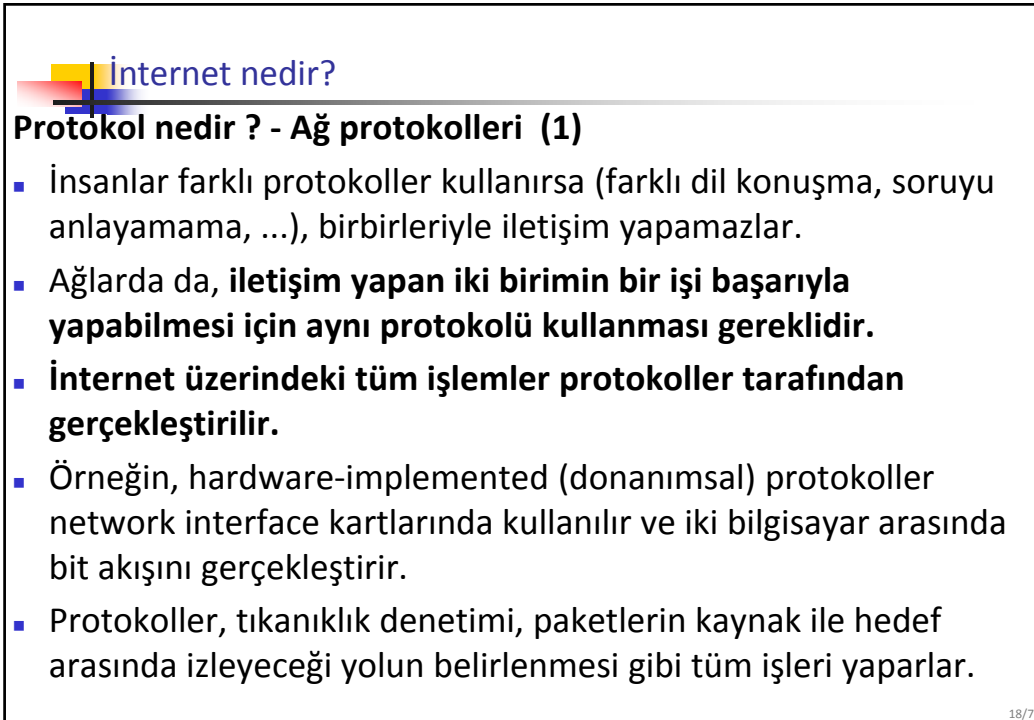 İnternet nedir?
Protokol nedir ? - Ağ protokolleri (1)
İnsanlar farklı protokoller kullanırsa (farklı dil konuşma, soruyu
anlayamama, ...), birbirleriyle iletişim yapamazlar.
Ağlarda da, iletişim yapan iki birimin bir işi başarıyla
yapabilmesi için aynı protokolü kullanması gereklidir.
İnternet üzerindeki tüm işlemler protokoller tarafından
gerçekleştirilir.
Örneğin, hardware-implemented (donanımsal) protokoller
network interface kartlarında kullanılır ve iki bilgisayar arasında
bit akışını gerçekleştirir.
Protokoller, tıkanıklık denetimi, paketlerin kaynak ile hedef
arasında izleyeceği yolun belirlenmesi gibi tüm işleri yaparlar.
18/7